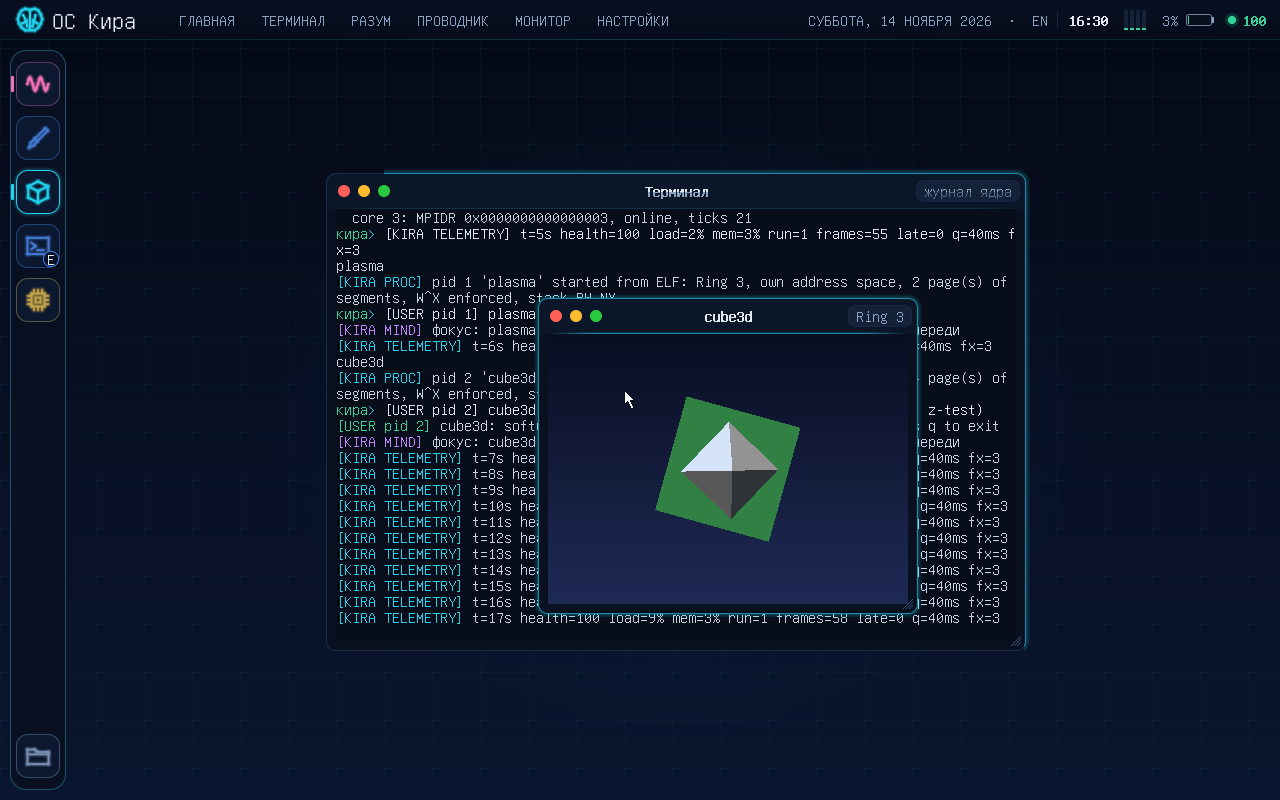 ОС Кира
ГЛАВНАЯ ТЕРМИНАЛ РАЗУМ ПРОВОДНИК МОНИТОР НАСТРОЙКИ
СУББОТА, 14 НОЯБРЯ 2026 · EN 16:30 3% 100
E
Терминал
журнал ядра
core 3: MPIDR 0x0000000000000003, online, ticks 21
кира> [KIRA TELEMETRY] t=5s health=100 load=2% mem=3% run=1 frames=55 late=0 q=40ms f
x=3
plasma
[KIRA PROC] pid 1 'plasma' started from ELF: Ring 3, own address space, 2 page(s) of
segments, W^X enforced, stack RW NX
кира> [USER pid 1] plasma
[KIRA MIND] фокус: plasma
[KIRA TELEMETRY] t=6s hea =40ms fx=3
cube3d
[KIRA PROC] pid 2 'cube3d page(s) of
segments, W^X enforced, s
кира> [USER pid 2] cube3d z-test)
[USER pid 2] cube3d: soft q to exit
[KIRA MIND] фокус: cube3d
[KIRA TELEMETRY] t=7s hea q=40ms fx=3
[KIRA TELEMETRY] t=8s hea q=40ms fx=3
[KIRA TELEMETRY] t=9s hea q=40ms fx=3
[KIRA TELEMETRY] t=10s he q=40ms fx=3
[KIRA TELEMETRY] t=11s he q=40ms fx=3
[KIRA TELEMETRY] t=12s he q=40ms fx=3
[KIRA TELEMETRY] t=13s he q=40ms fx=3
[KIRA TELEMETRY] t=14s he q=40ms fx=3
[KIRA TELEMETRY] t=15s he q=40ms fx=3
[KIRA TELEMETRY] t=16s he q=40ms fx=3
[KIRA TELEMETRY] t=17s health=100 load=9% mem=3% run=1 frames=58 late=0 q=40ms fx=3
cube3d
Ring 3